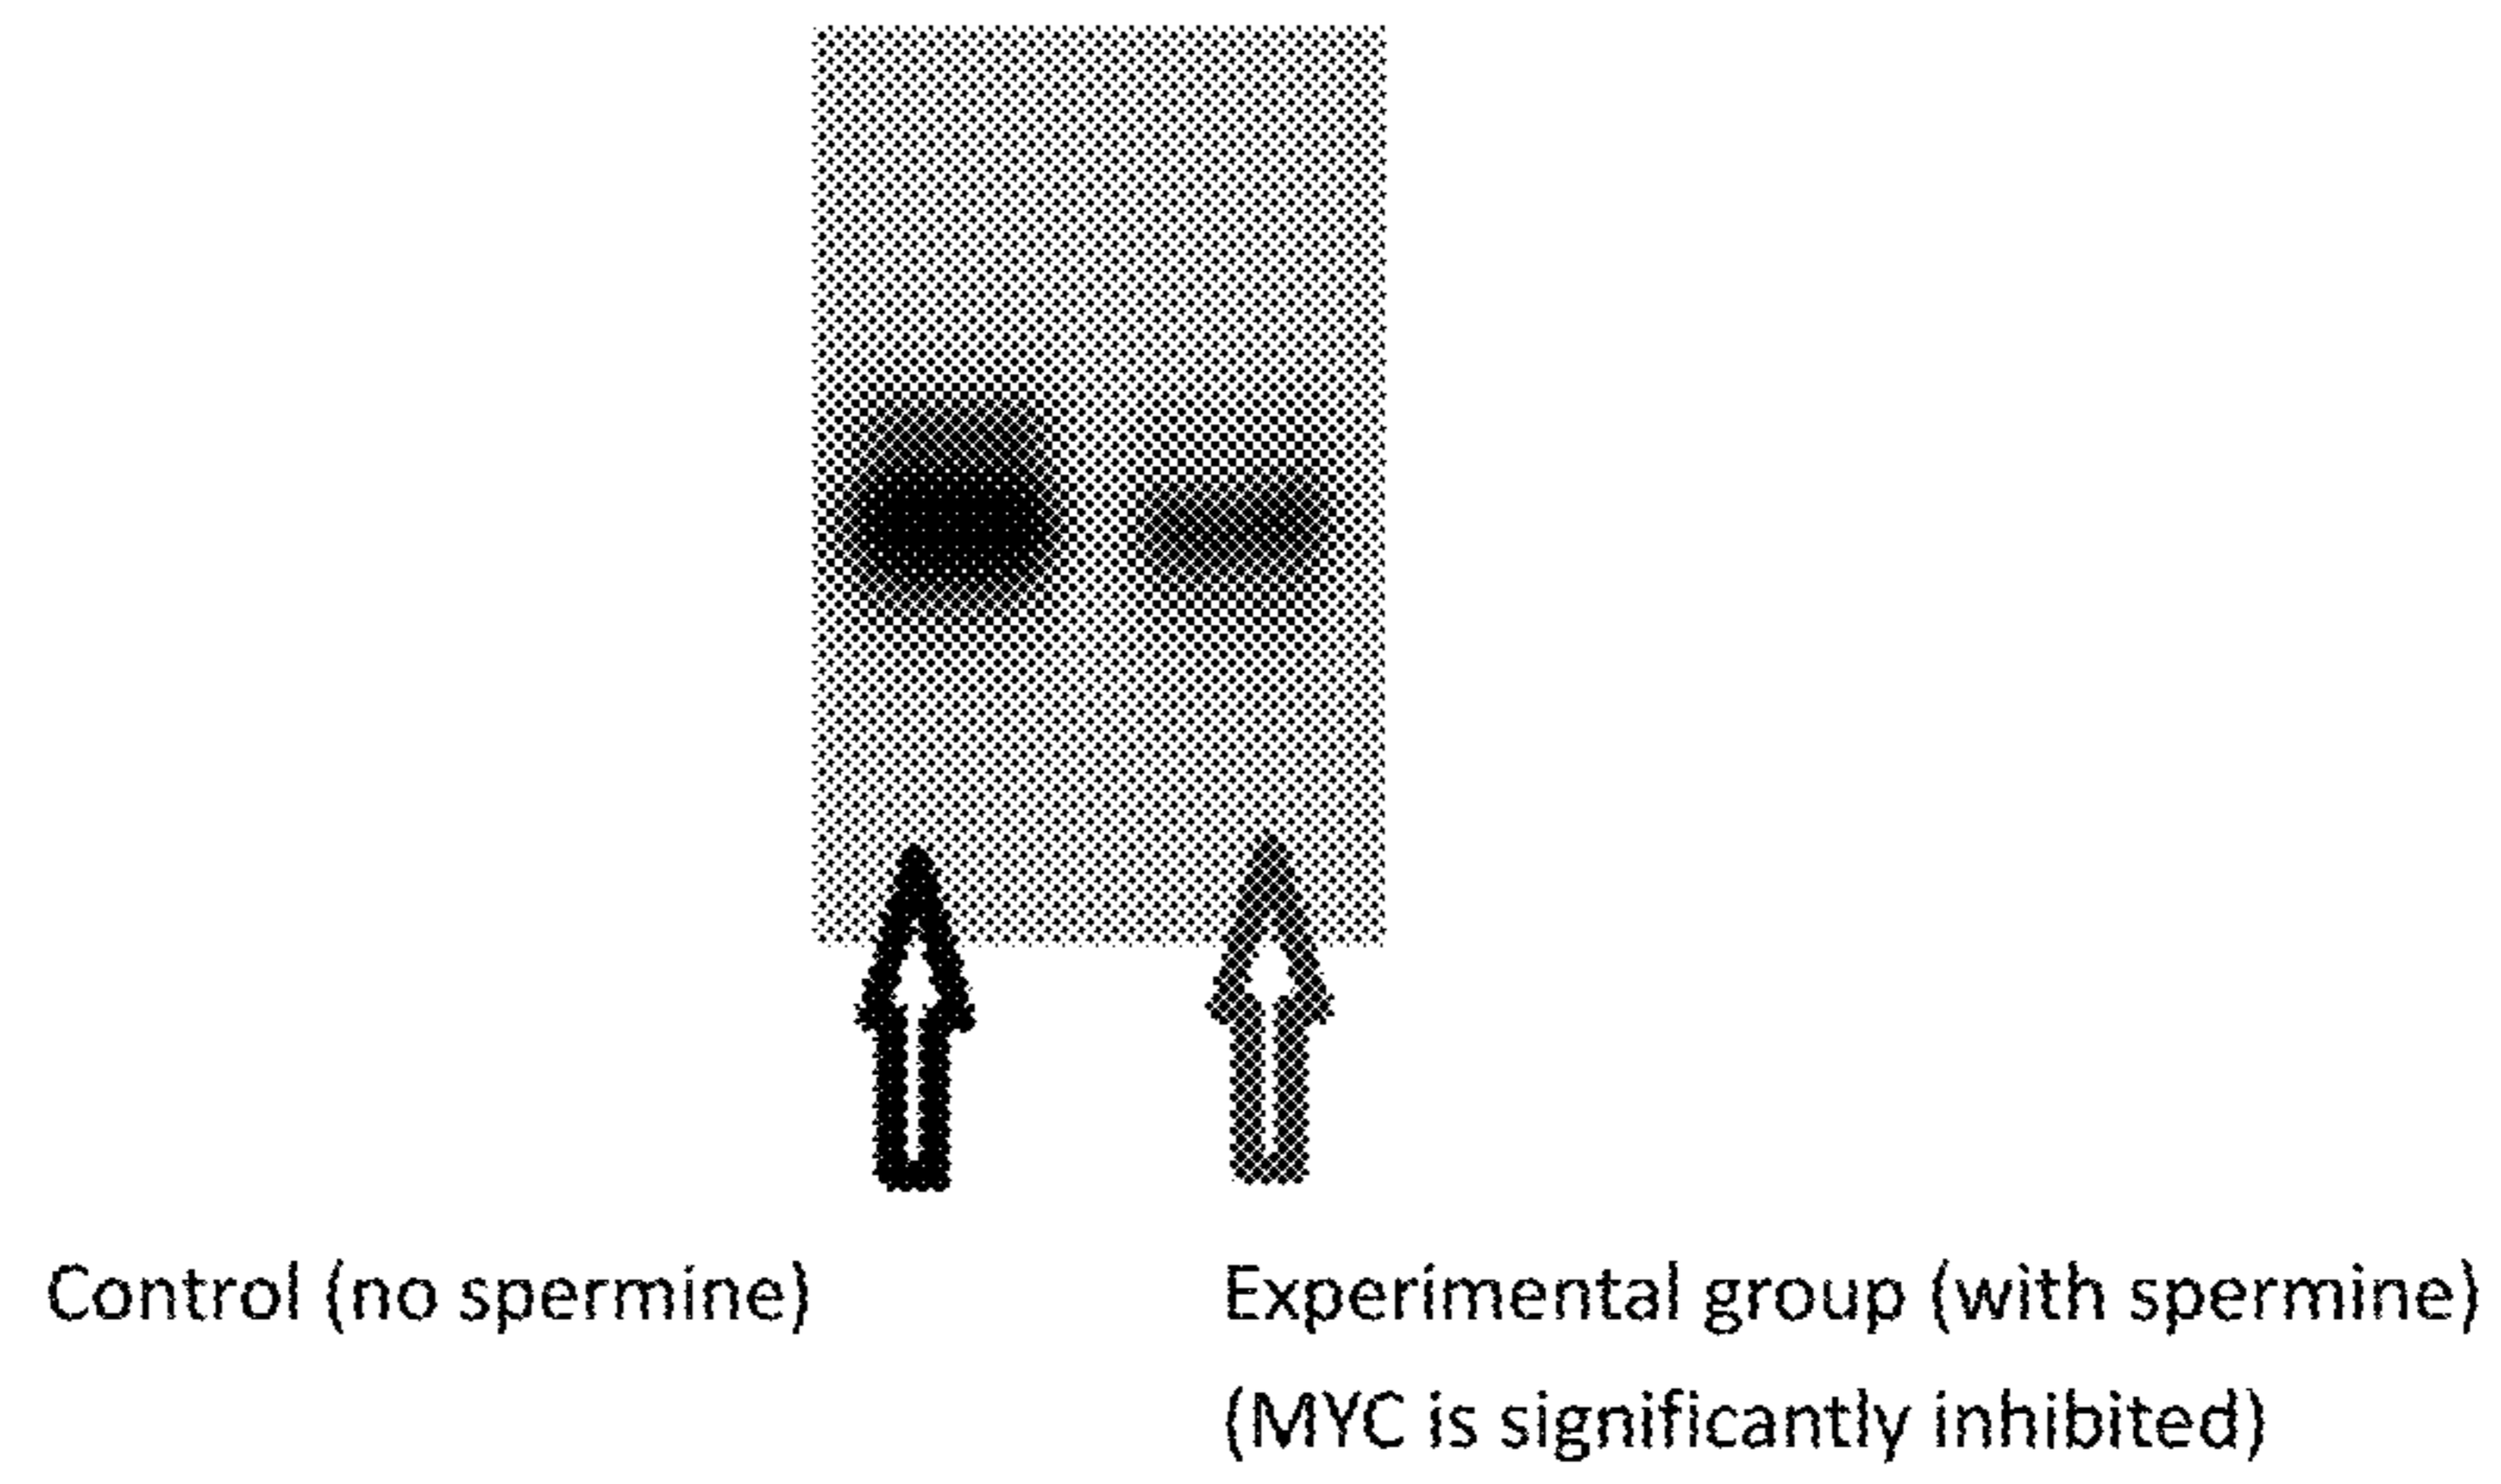 Control (no spermine)
Experimental group (with spermine)
(MYC is significantly inhibited)